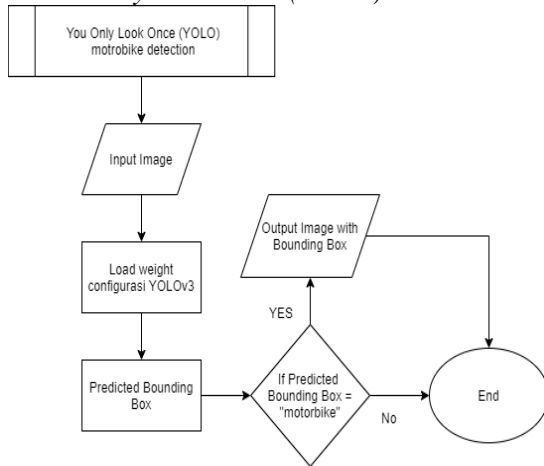 You Only Look Once (YOLO)
motrobike detection
Input Image
Load weight
configurasi YOLOv3
Predicted Bounding
Box
If Predicted
Bounding Box =
"motorbike"
YES
Output Image with
Bounding Box
No
End